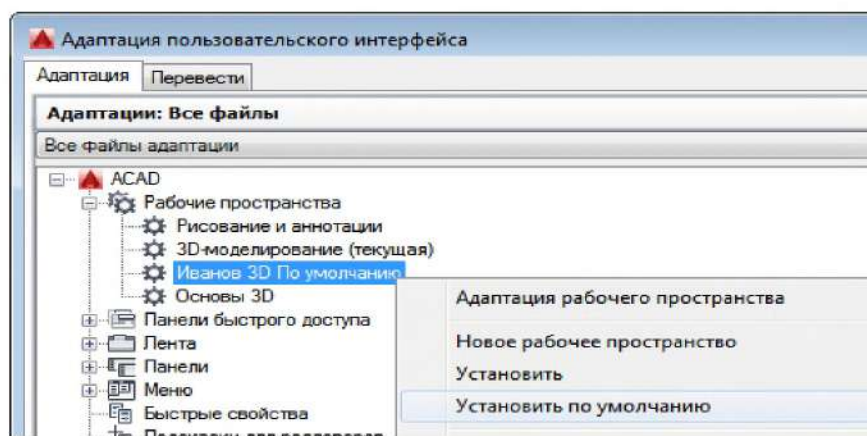 Адаптация пользовательского интерфейса
Адаптация Перевести
Адаптации: Все файлы
Все файлы адаптации
ACAD
Рабочие пространства
Рисование и аннотации
3D-моделирование (текущая)
Иванов 3D По умолчанию
Основы 3D
Панели быстрого доступа
Лента
Панели
Меню
Быстрые свойства
Адаптация рабочего пространства
Новое рабочее пространство
Установить
Установить по умолчанию